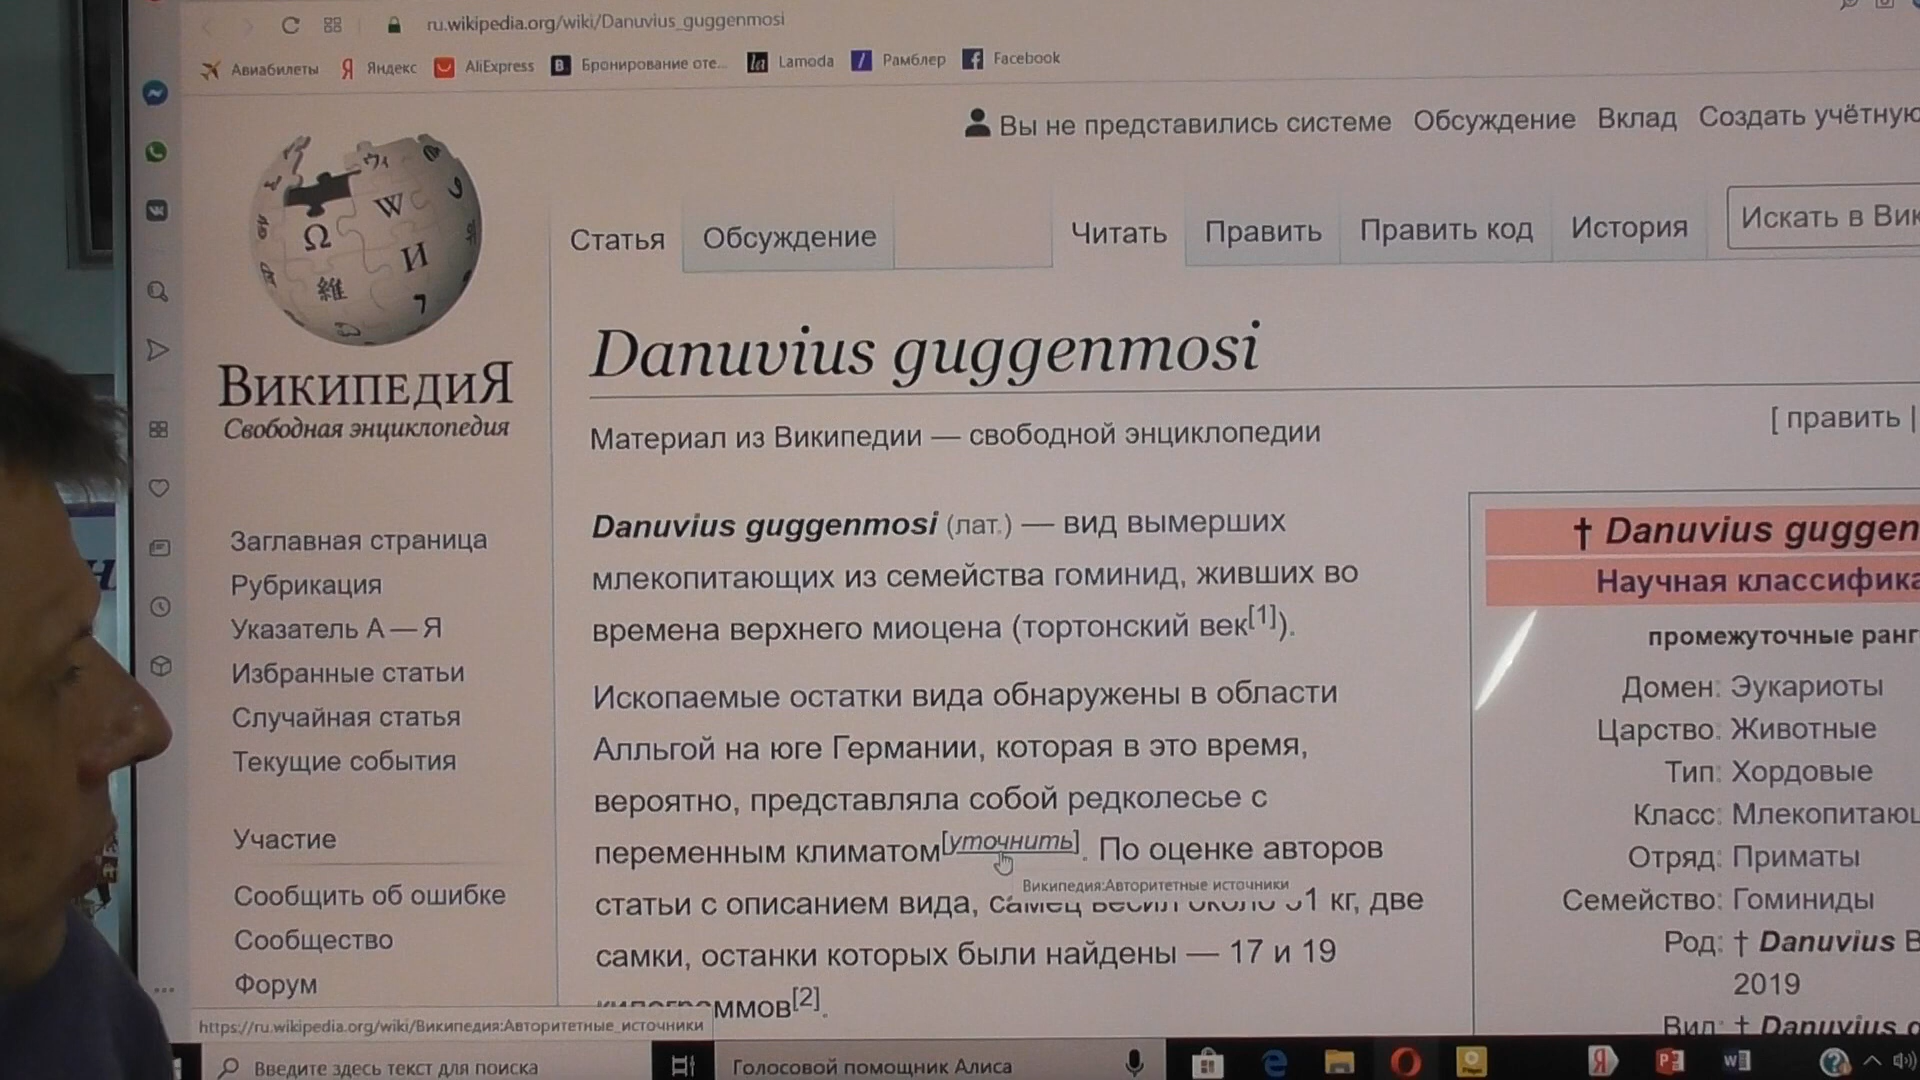 ru.wikipedia.org/wiki/Danuvius_guggenmosi
Авиабилеты Яндекс AliExpress Бронирование оте... Lamoda Рамблер Facebook
Вы не представились системе Обсуждение Вклад Создать учётную
Статья Обсуждение Читать Править Править код История Искать в Вик
ВикипедиЯ
Свободная энциклопедия
Danuvius guggenmosi
Материал из Википедии — свободной энциклопедии
[ править |
Заглавная страница
Рубрикация
Указатель А — Я
Избранные статьи
Случайная статья
Текущие события
Участие
Сообщить об ошибке
Сообщество
Форум
Danuvius guggenmosi (лат.) — вид вымерших
млекопитающих из семейства гоминид, живших во
времена верхнего миоцена (тортонский век[1]).
Ископаемые остатки вида обнаружены в области
Алльгой на юге Германии, которая в это время,
вероятно, представляла собой редколесье с
переменным климатом[уточнить]. По оценке авторов
Википедия:Авторитетные источники
статьи с описанием вида, самец весил около 31 кг, две
самки, останки которых были найдены — 17 и 19
килограммов[2].
† Danuvius guggen
Научная классифика
промежуточные ранг
Домен: Эукариоты
Царство: Животные
Тип: Хордовые
Класс: Млекопитающ
Отряд: Приматы
Семейство: Гоминиды
Род: † Danuvius B
2019
Вид: † Danuvius g
https://ru.wikipedia.org/wiki/Википедия:Авторитетные_источники
Введите здесь текст для поиска
Голосовой помощник Алиса